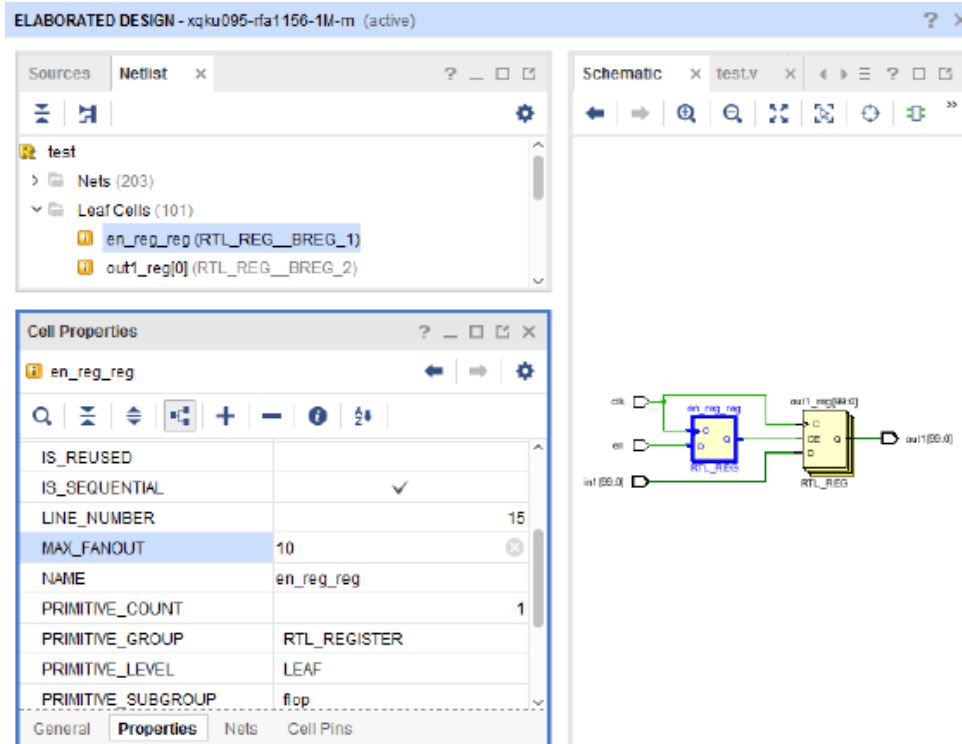 ELABORATED DESIGN - xqku095-rfa1156-1M-m (active)
Sources Netlist
test
Nets (203)
Leaf Cells (101)
en_reg_reg (RTL_REG__BREG_1)
out1_reg[0] (RTL_REG__BREG_2)
Cell Properties
en_reg_reg
IS_REUSED
IS_SEQUENTIAL
LINE_NUMBER 15
MAX_FANOUT 10
NAME en_reg_reg
PRIMITIVE_COUNT 1
PRIMITIVE_GROUP RTL_REGISTER
PRIMITIVE_LEVEL LEAF
PRIMITIVE_SUBGROUP flop
General Properties Nets Cell Pins
Schematic test.v
clk
en
in1[99:0]
en_reg_reg
C
D Q
RTL_REG
out1_reg[99:0]
C
CE Q
D
RTL_REG
out1[99:0]